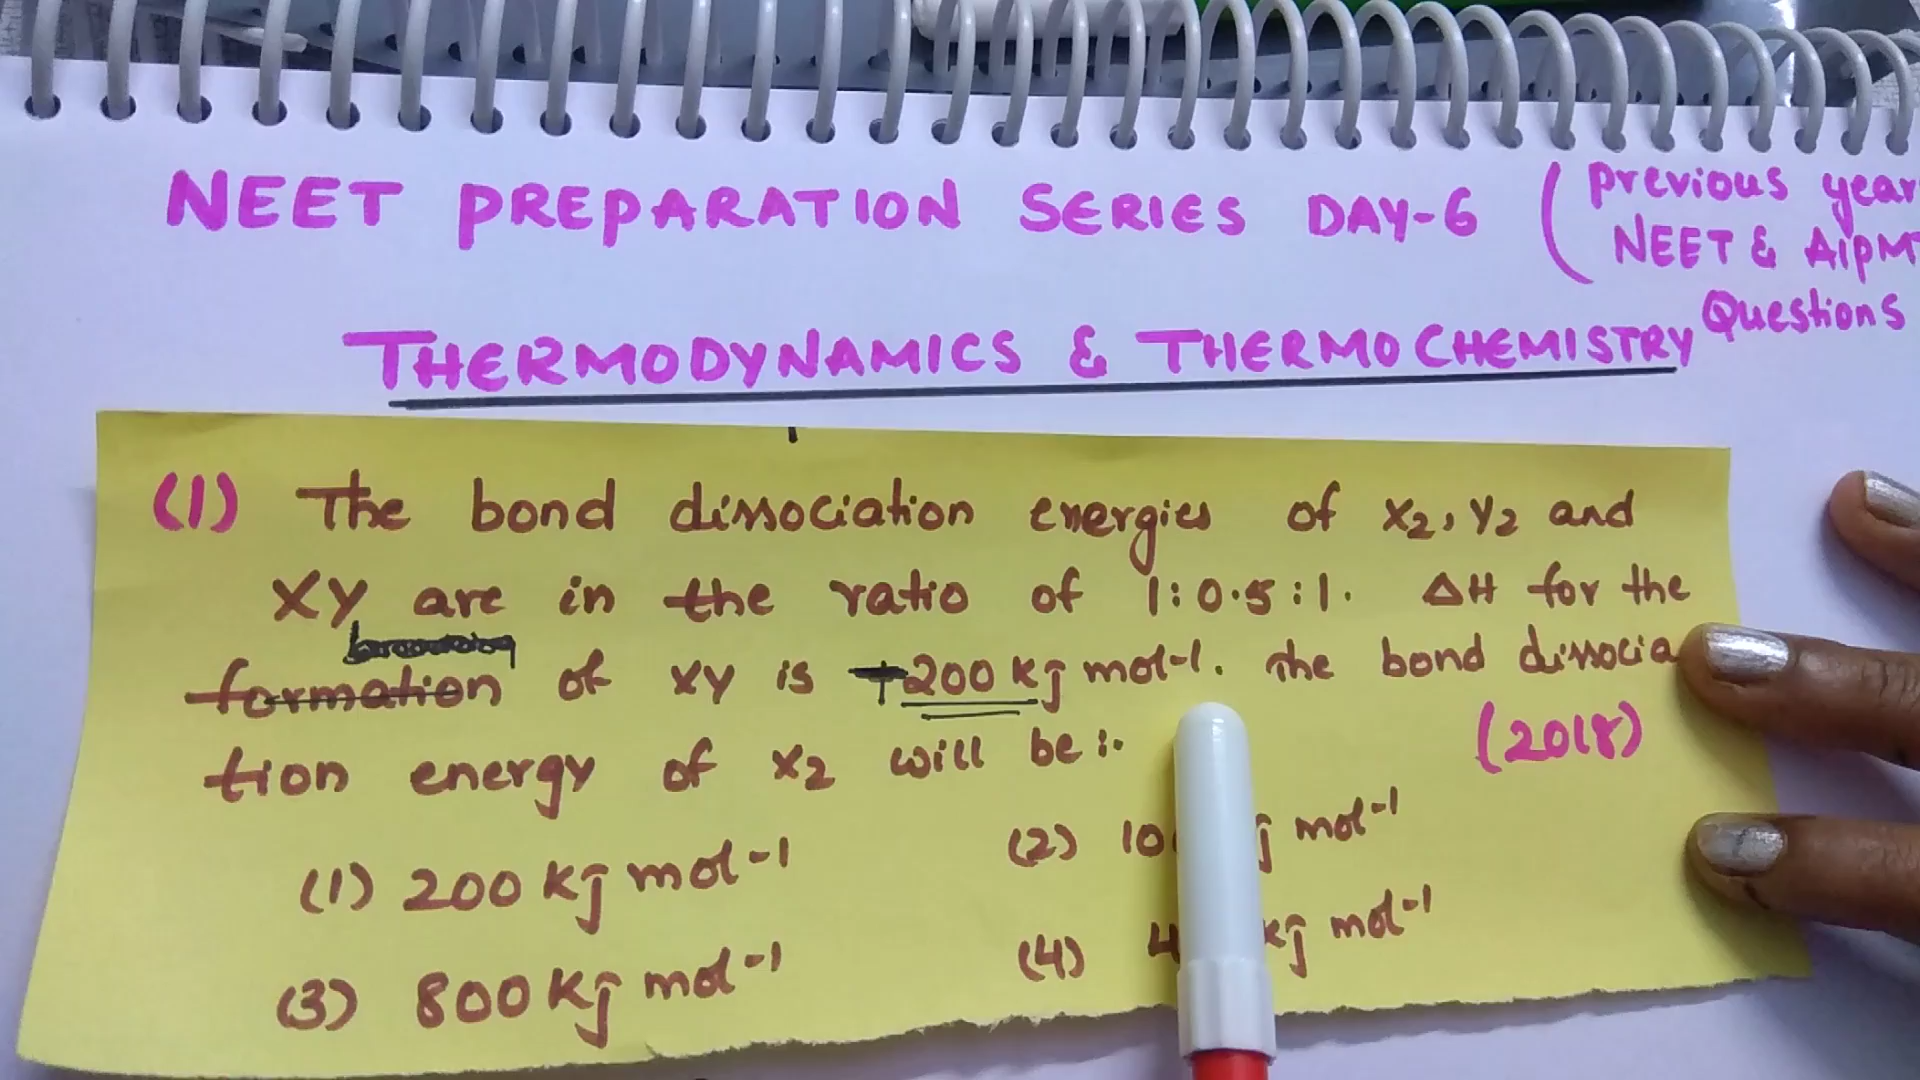 NEET PREPARATION SERIES DAY-6 (Previous year
NEET & AIPMT
Questions
THERMODYNAMICS & THERMOCHEMISTRY
(1) The bond dissociation energies of X2, Y2 and
XY are in the ratio of 1:0.5:1. ΔH for the
formation of XY is 200 Kj mol-1. The bond dissocia
tion energy of X2 will be:- (2018)
(1) 200 Kj mol-1 (2) mol-1
(3) 800 Kj mol-1 (4) Kj mol-1